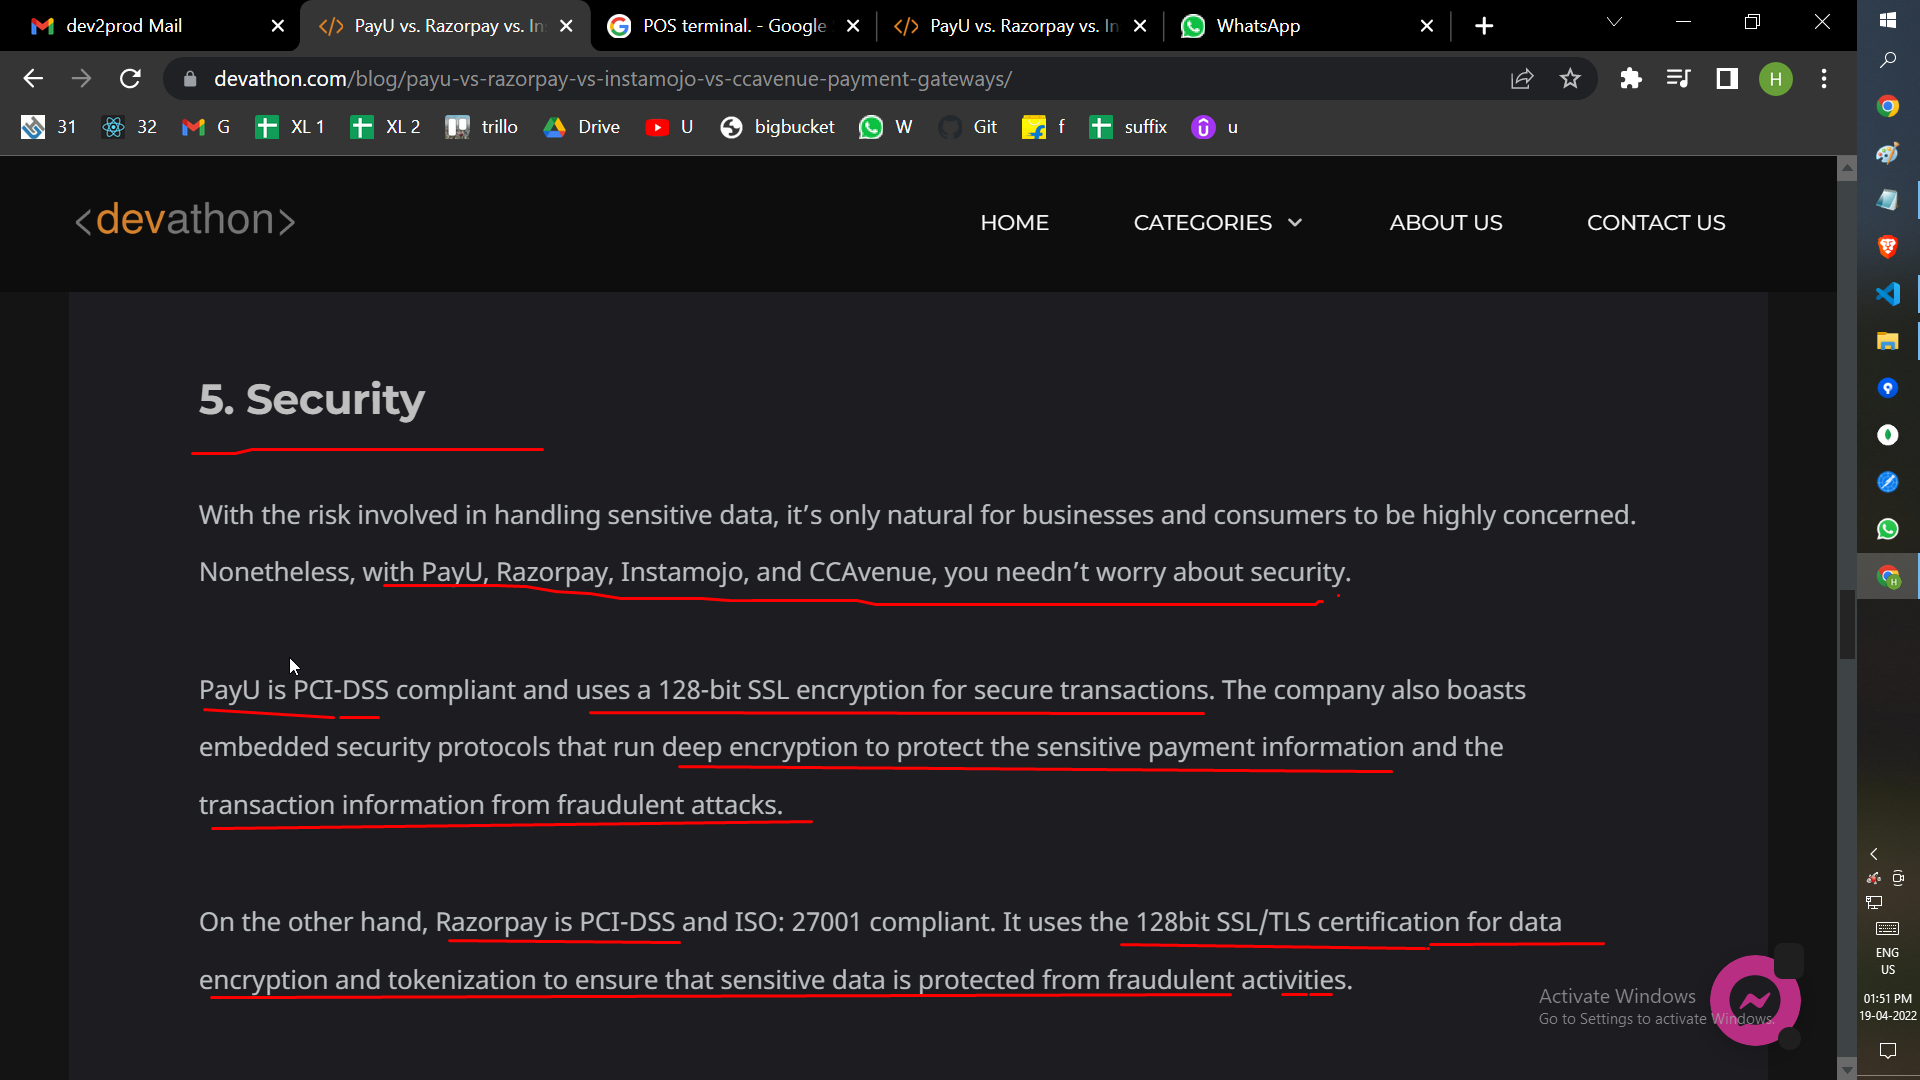 dev2prod Mail
PayU vs. Razorpay vs. In
POS terminal. - Google
PayU vs. Razorpay vs. In
WhatsApp
devathon.com/blog/payu-vs-razorpay-vs-instamojo-vs-ccavenue-payment-gateways/
H
31 32 G XL 1 XL 2 trillo Drive U bigbucket W Git f suffix u
<devathon>
HOME CATEGORIES ABOUT US CONTACT US
5. Security
With the risk involved in handling sensitive data, it’s only natural for businesses and consumers to be highly concerned.
Nonetheless, with PayU, Razorpay, Instamojo, and CCAvenue, you needn’t worry about security.
PayU is PCI-DSS compliant and uses a 128-bit SSL encryption for secure transactions. The company also boasts
embedded security protocols that run deep encryption to protect the sensitive payment information and the
transaction information from fraudulent attacks.
On the other hand, Razorpay is PCI-DSS and ISO: 27001 compliant. It uses the 128bit SSL/TLS certification for data
encryption and tokenization to ensure that sensitive data is protected from fraudulent activities.
Activate Windows
Go to Settings to activate Windows.
ENG
US
01:51 PM
19-04-2022